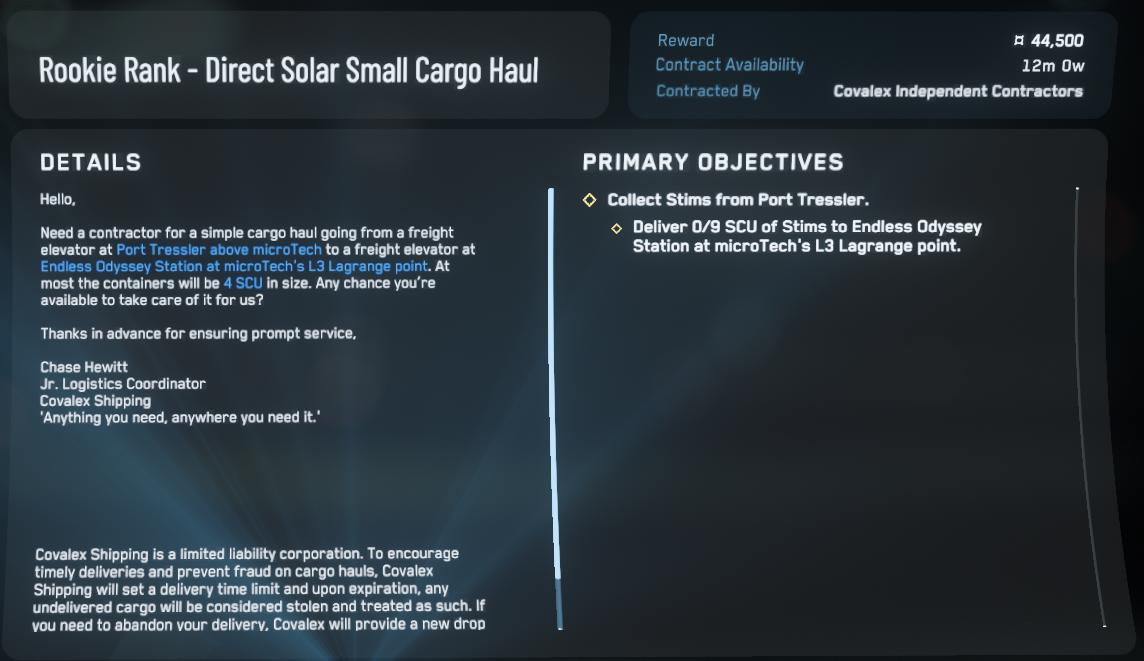 Rookie Rank - Direct Solar Small Cargo Haul
Reward ¤ 44,500
Contract Availability 12m 0w
Contracted By Covalex Independent Contractors
DETAILS
Hello,
Need a contractor for a simple cargo haul going from a freight
elevator at Port Tressler above microTech to a freight elevator at
Endless Odyssey Station at microTech's L3 Lagrange point. At
most the containers will be 4 SCU in size. Any chance you're
available to take care of it for us?
Thanks in advance for ensuring prompt service,
Chase Hewitt
Jr. Logistics Coordinator
Covalex Shipping
'Anything you need, anywhere you need it.'
Covalex Shipping is a limited liability corporation. To encourage
timely deliveries and prevent fraud on cargo hauls, Covalex
Shipping will set a delivery time limit and upon expiration, any
undelivered cargo will be considered stolen and treated as such. If
you need to abandon your delivery, Covalex will provide a new drop
PRIMARY OBJECTIVES
Collect Stims from Port Tressler.
Deliver 0/9 SCU of Stims to Endless Odyssey
Station at microTech's L3 Lagrange point.